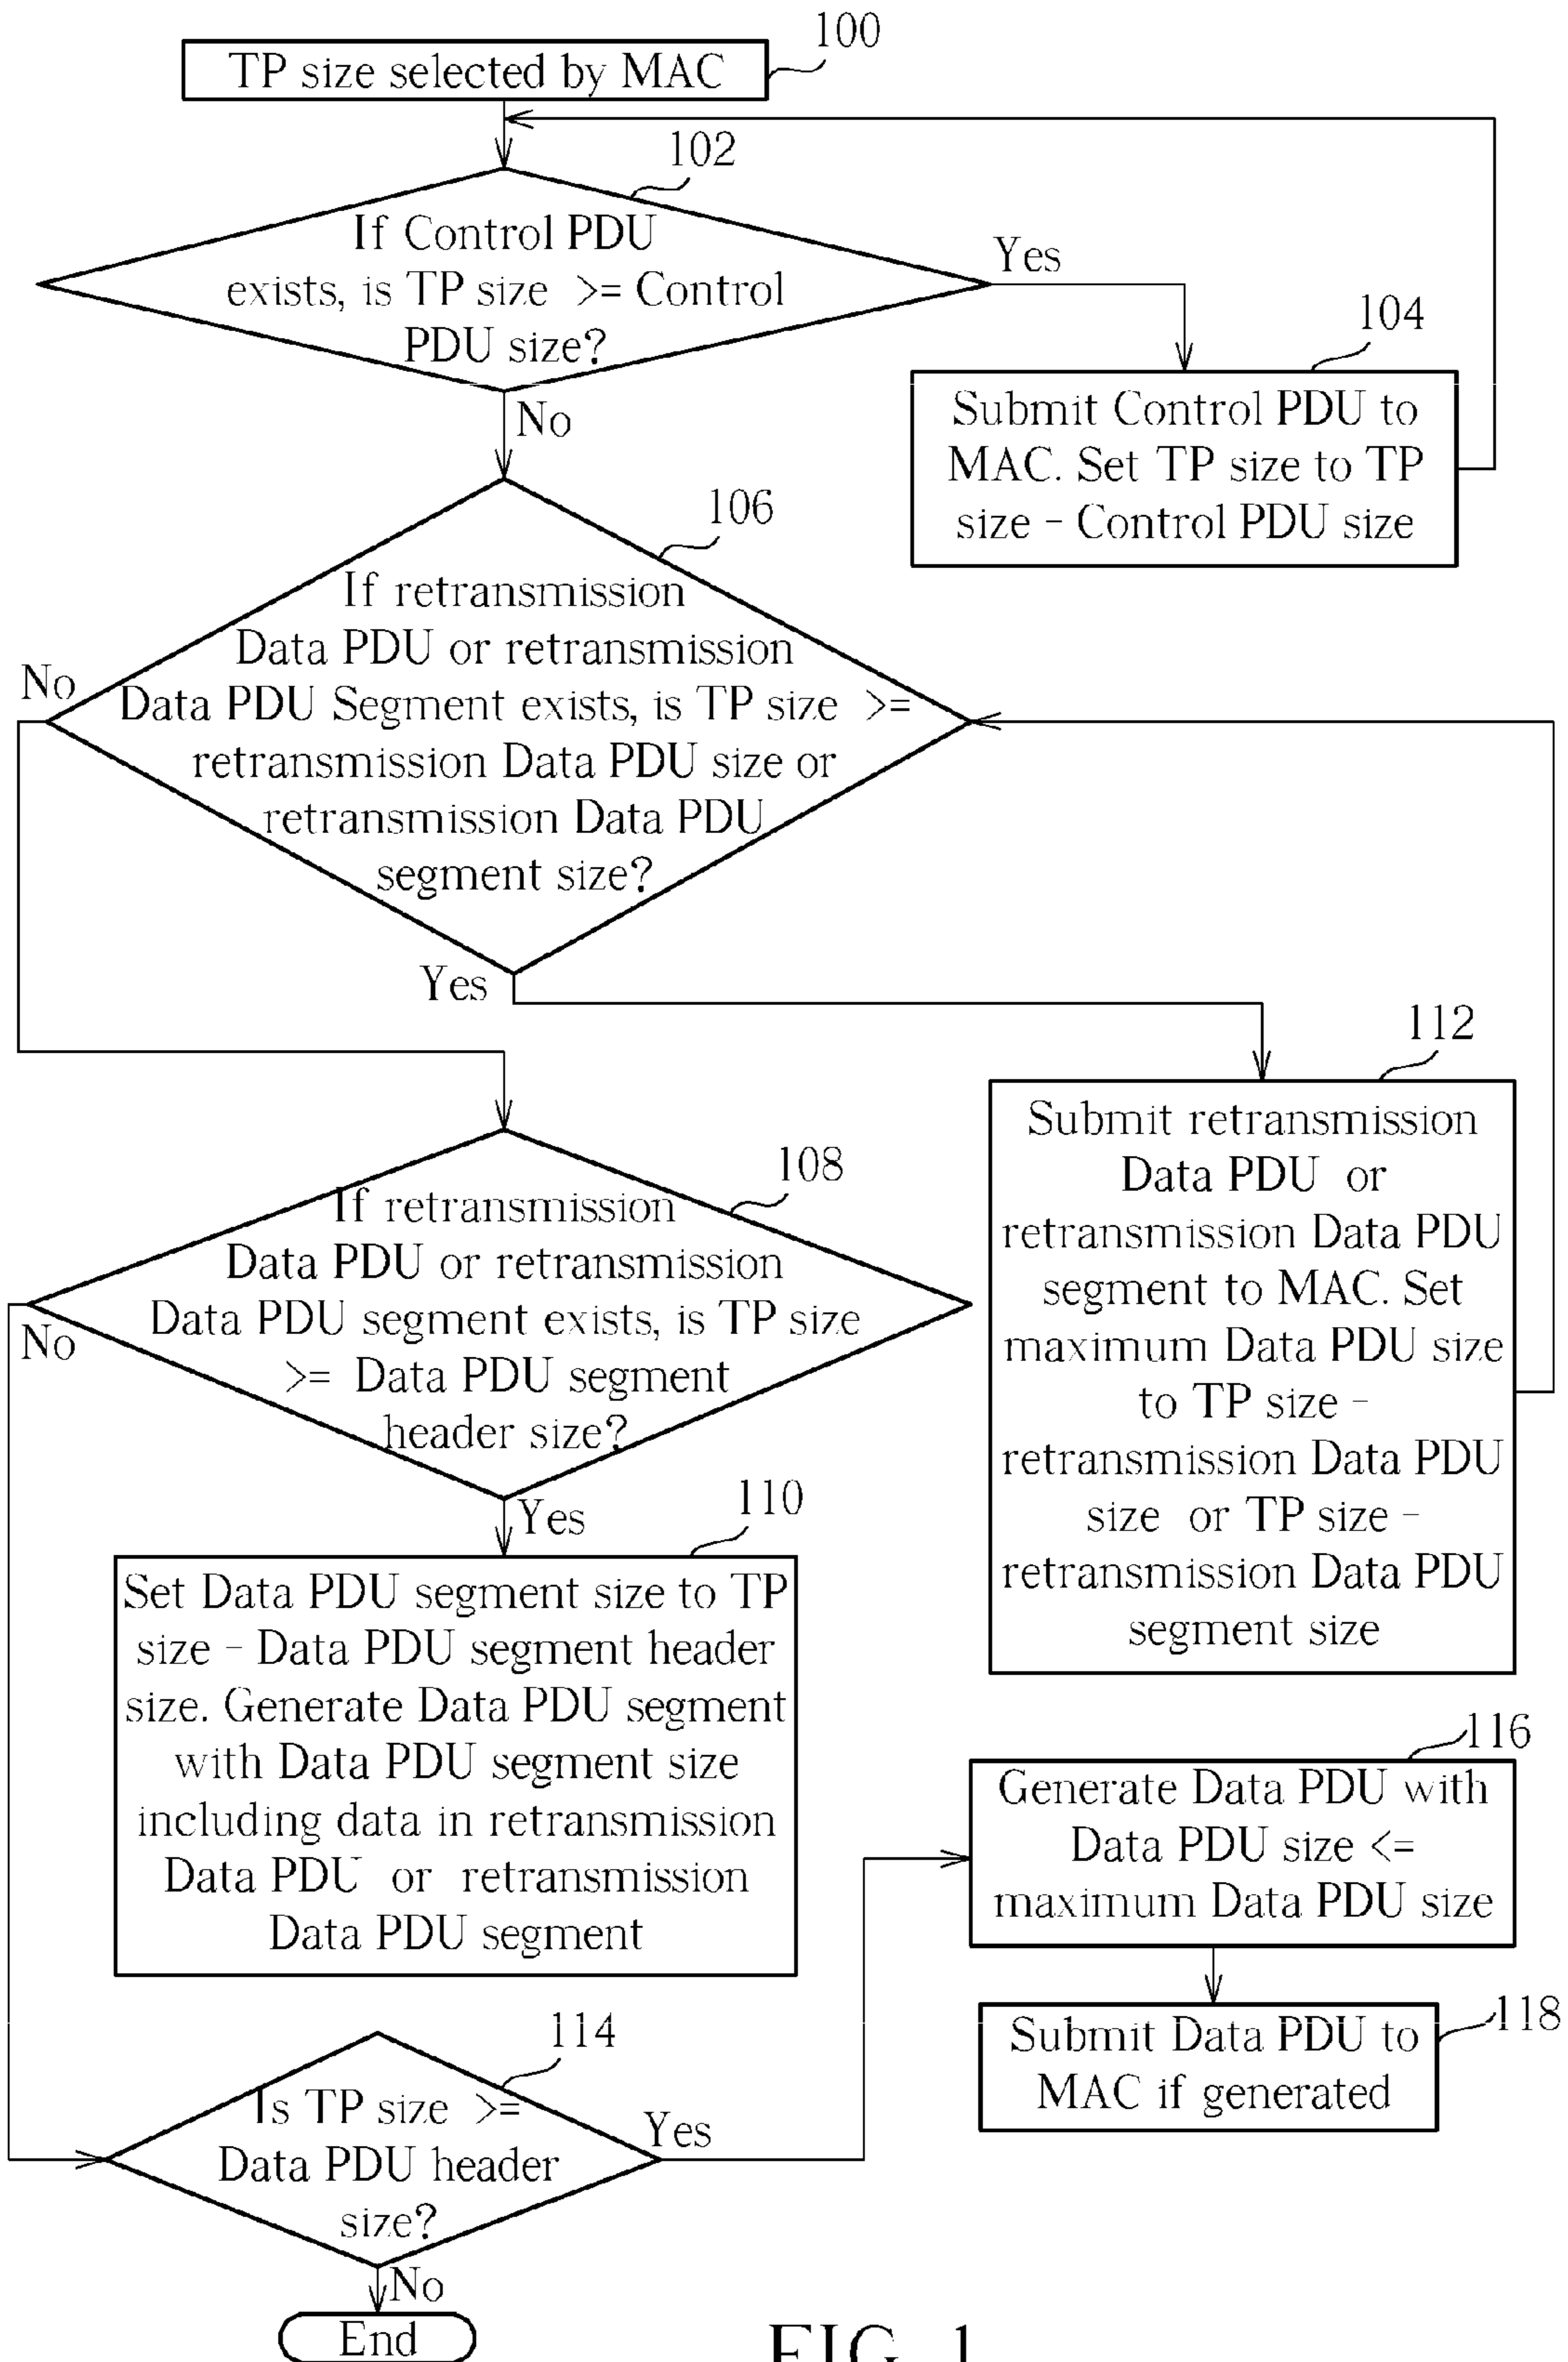 100
TP size selected by MAC
102
If Control PDU
exists, is TP size >= Control
PDU size?
Yes
104
Submit Control PDU to
MAC. Set TP size to TP
size - Control PDU size
No
106
If retransmission
Data PDU or retransmission
Data PDU Segment exists, is TP size >=
retransmission Data PDU size or
retransmission Data PDU
segment size?
No
Yes
112
Submit retransmission
Data PDU or
retransmission Data PDU
segment to MAC. Set
maximum Data PDU size
to TP size -
retransmission Data PDU
size or TP size -
retransmission Data PDU
segment size
108
If retransmission
Data PDU or retransmission
Data PDU segment exists, is TP size
>= Data PDU segment
header size?
No
Yes
110
Set Data PDU segment size to TP
size - Data PDU segment header
size. Generate Data PDU segment
with Data PDU segment size
including data in retransmission
Data PDU or retransmission
Data PDU segment
116
Generate Data PDU with
Data PDU size <=
maximum Data PDU size
118
Submit Data PDU to
MAC if generated
114
Is TP size >=
Data PDU header
size?
Yes
No
End
FIG. 1